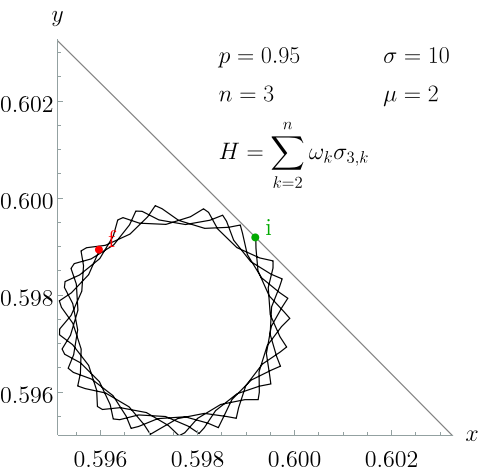 y
p = 0.95 σ = 10
n = 3 μ = 2
H = \sum_{k=2}^{n} ω_k σ_{3,k}
0.602
0.600
0.598
0.596
f
i
x
0.596 0.598 0.600 0.602